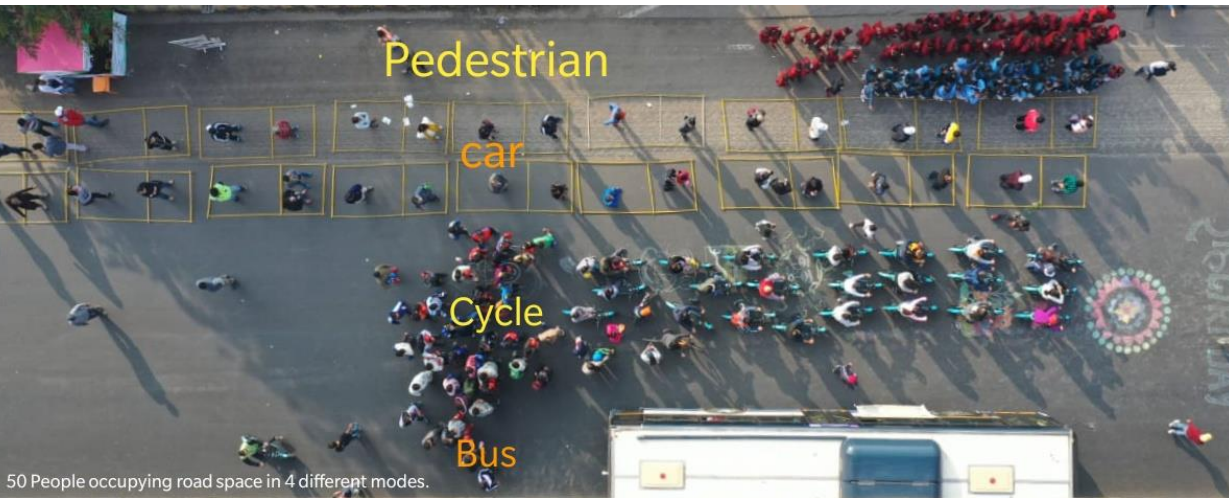 Pedestrian
car
Cycle
Bus
50 People occupying road space in 4 different modes.